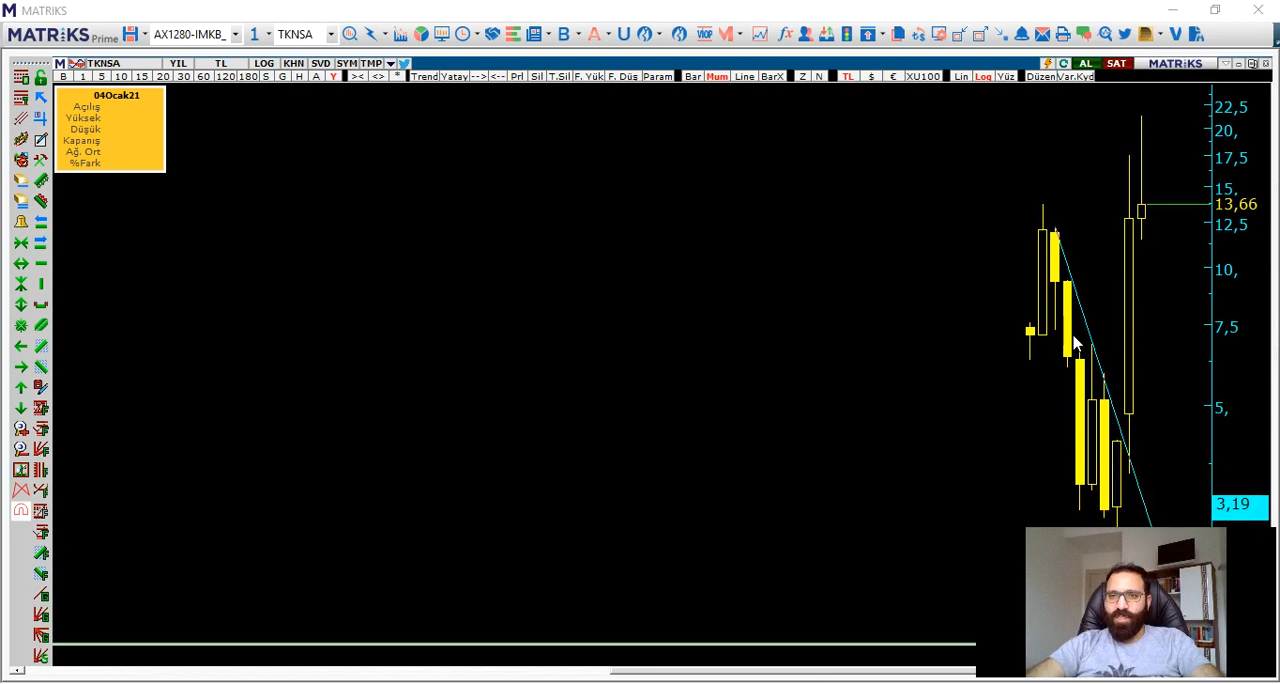 MATRIKS
MATRIKS Prime AX1280-IMKB_ 1 TKNSA B A U VIOP M fx V
M TKNSA YIL TL LOG KHN SVD SYM TMP AL SAT MATRIKS
B 1 5 10 15 20 30 60 120 180 S G H A Y >< <> * Trend Yatay --> <-- Prl Sil T.Sil F. Yük F. Düş Param Bar Mum Line BarX Z N TL $ € XU100 Lin Log Yüz Düzen Var.Kyd
04Ocak21
Açılış
Yüksek
Düşük
Kapanış
Ağ. Ort
%Fark
22,5
20,
17,5
15,
13,66
12,5
10,
7,5
5,
3,19